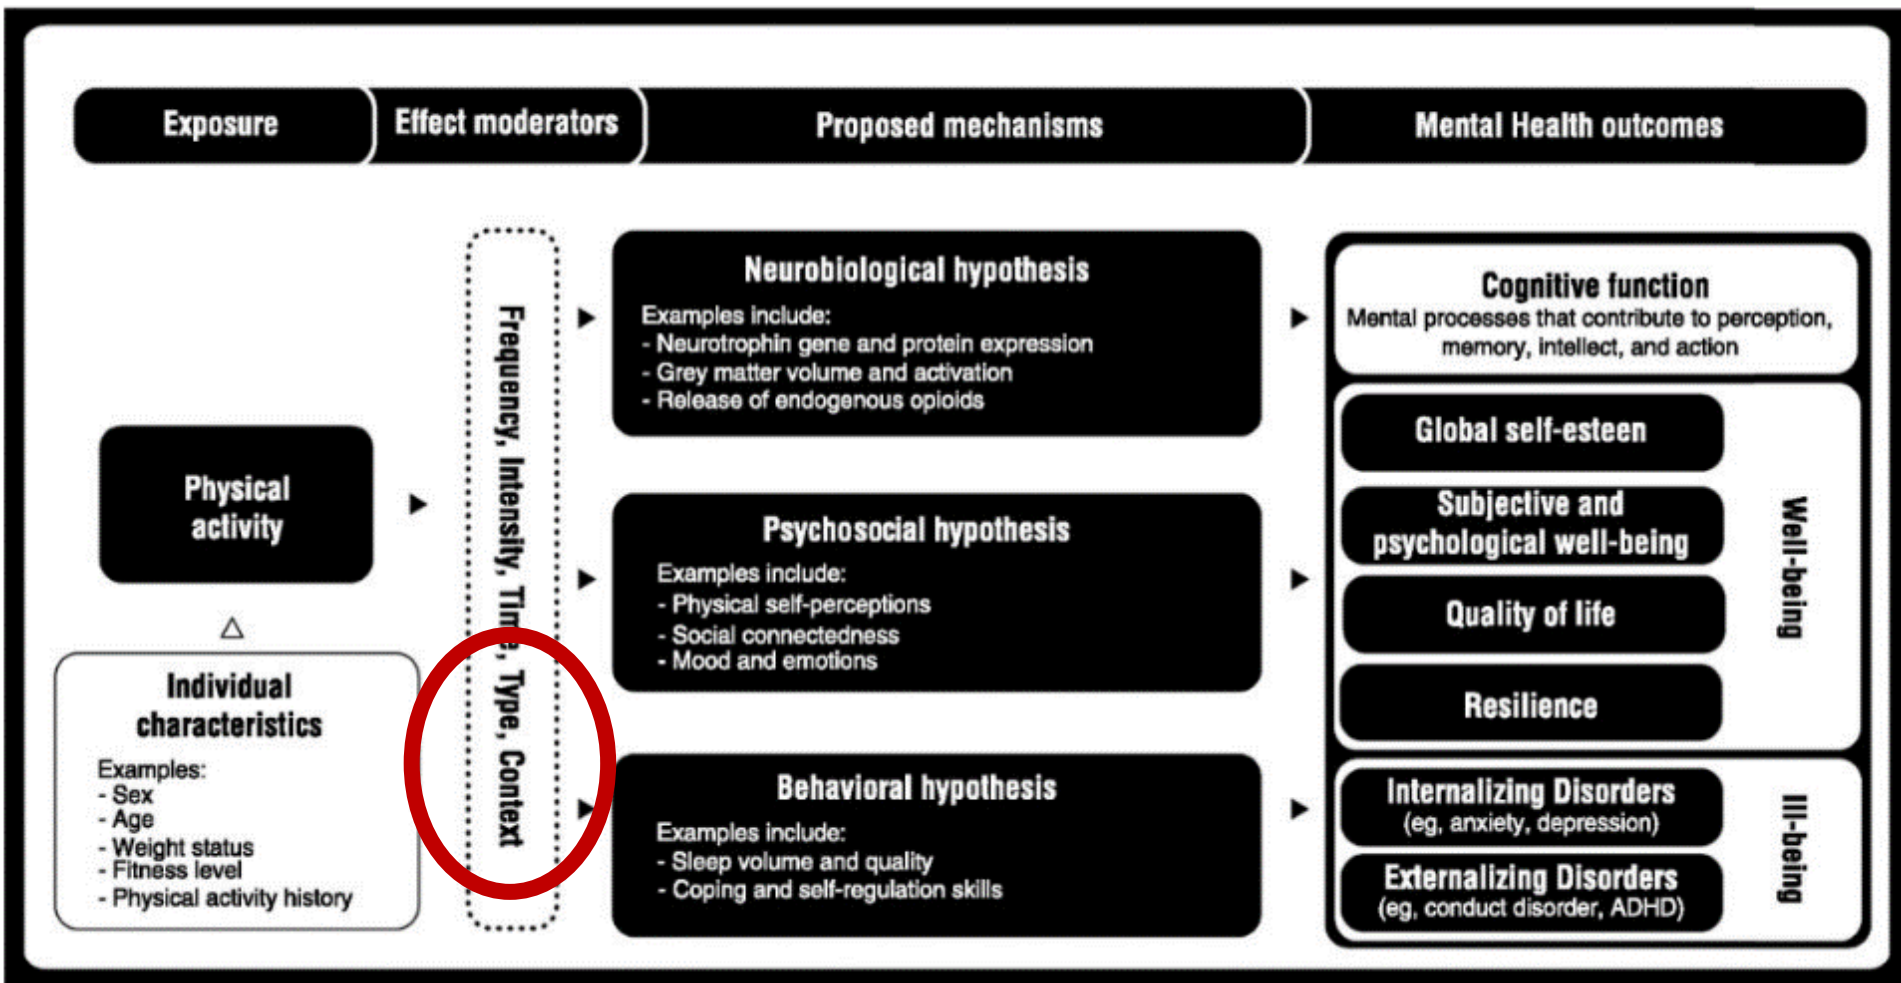 Exposure
Effect moderators
Proposed mechanisms
Mental Health outcomes
Physical
activity
Individual
characteristics
Examples:
- Sex
- Age
- Weight status
- Fitness level
- Physical activity history
Frequency, Intensity, Time, Type, Context
Neurobiological hypothesis
Examples include:
- Neurotrophin gene and protein expression
- Grey matter volume and activation
- Release of endogenous opioids
Psychosocial hypothesis
Examples include:
- Physical self-perceptions
- Social connectedness
- Mood and emotions
Behavioral hypothesis
Examples include:
- Sleep volume and quality
- Coping and self-regulation skills
Cognitive function
Mental processes that contribute to perception,
memory, intellect, and action
Global self-esteen
Subjective and
psychological well-being
Quality of life
Resilience
Well-being
Internalizing Disorders
(eg, anxiety, depression)
Externalizing Disorders
(eg, conduct disorder, ADHD)
Ill-being